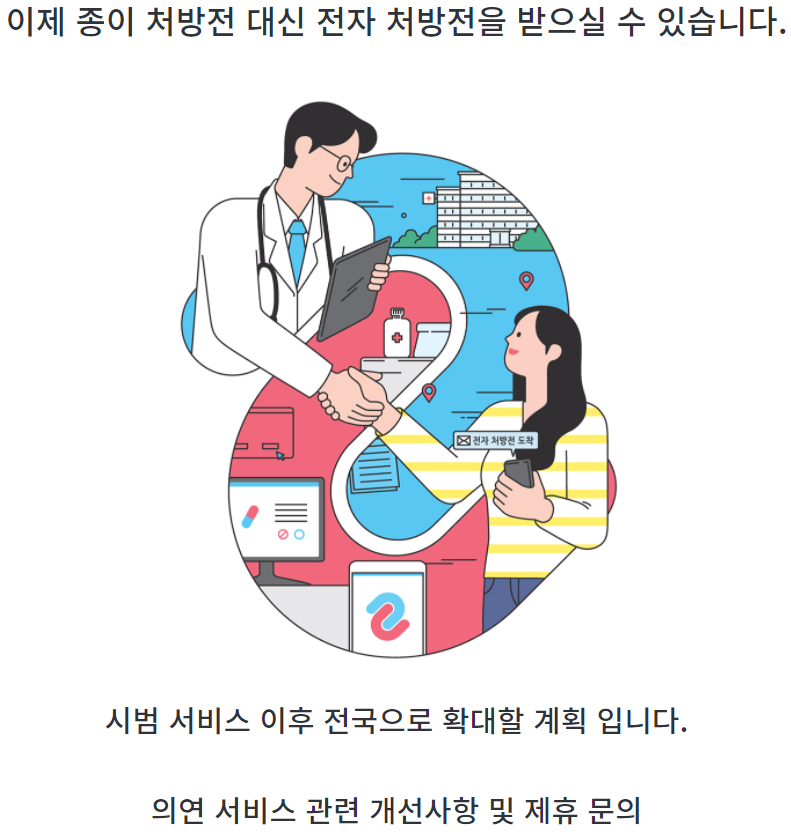 이제 종이 처방전 대신 전자 처방전을 받으실 수 있습니다.
전자 처방전 도착
시범 서비스 이후 전국으로 확대할 계획 입니다.
의연 서비스 관련 개선사항 및 제휴 문의